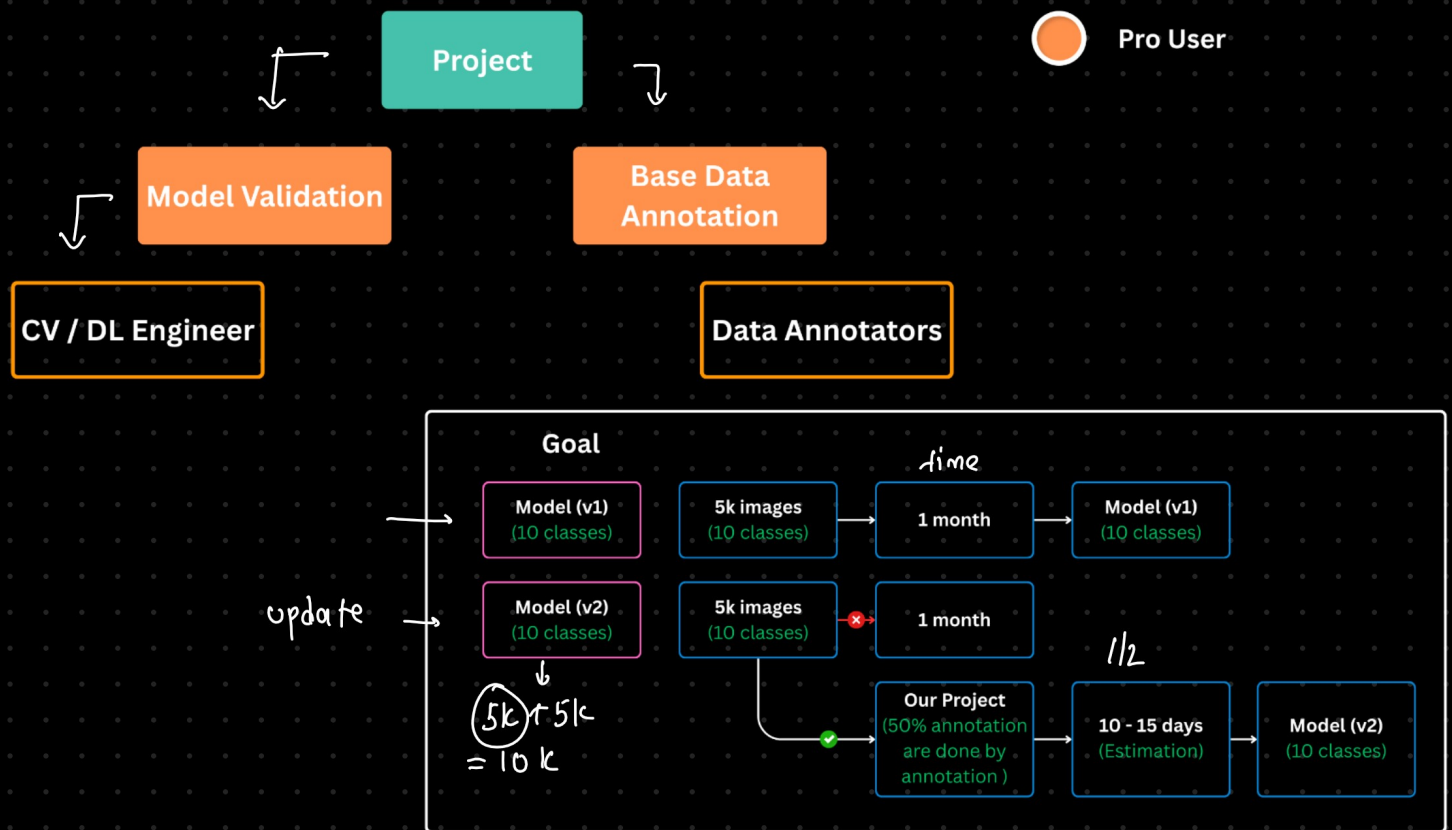 Project
Pro User
Model Validation
Base Data
Annotation
CV / DL Engineer
Data Annotators
Goal
time
Model (v1)
(10 classes)
5k images
(10 classes)
1 month
Model (v1)
(10 classes)
update
Model (v2)
(10 classes)
5k images
(10 classes)
1 month
1/2
5k + 5k
= 10k
Our Project
(50% annotation
are done by
annotation )
10 - 15 days
(Estimation)
Model (v2)
(10 classes)